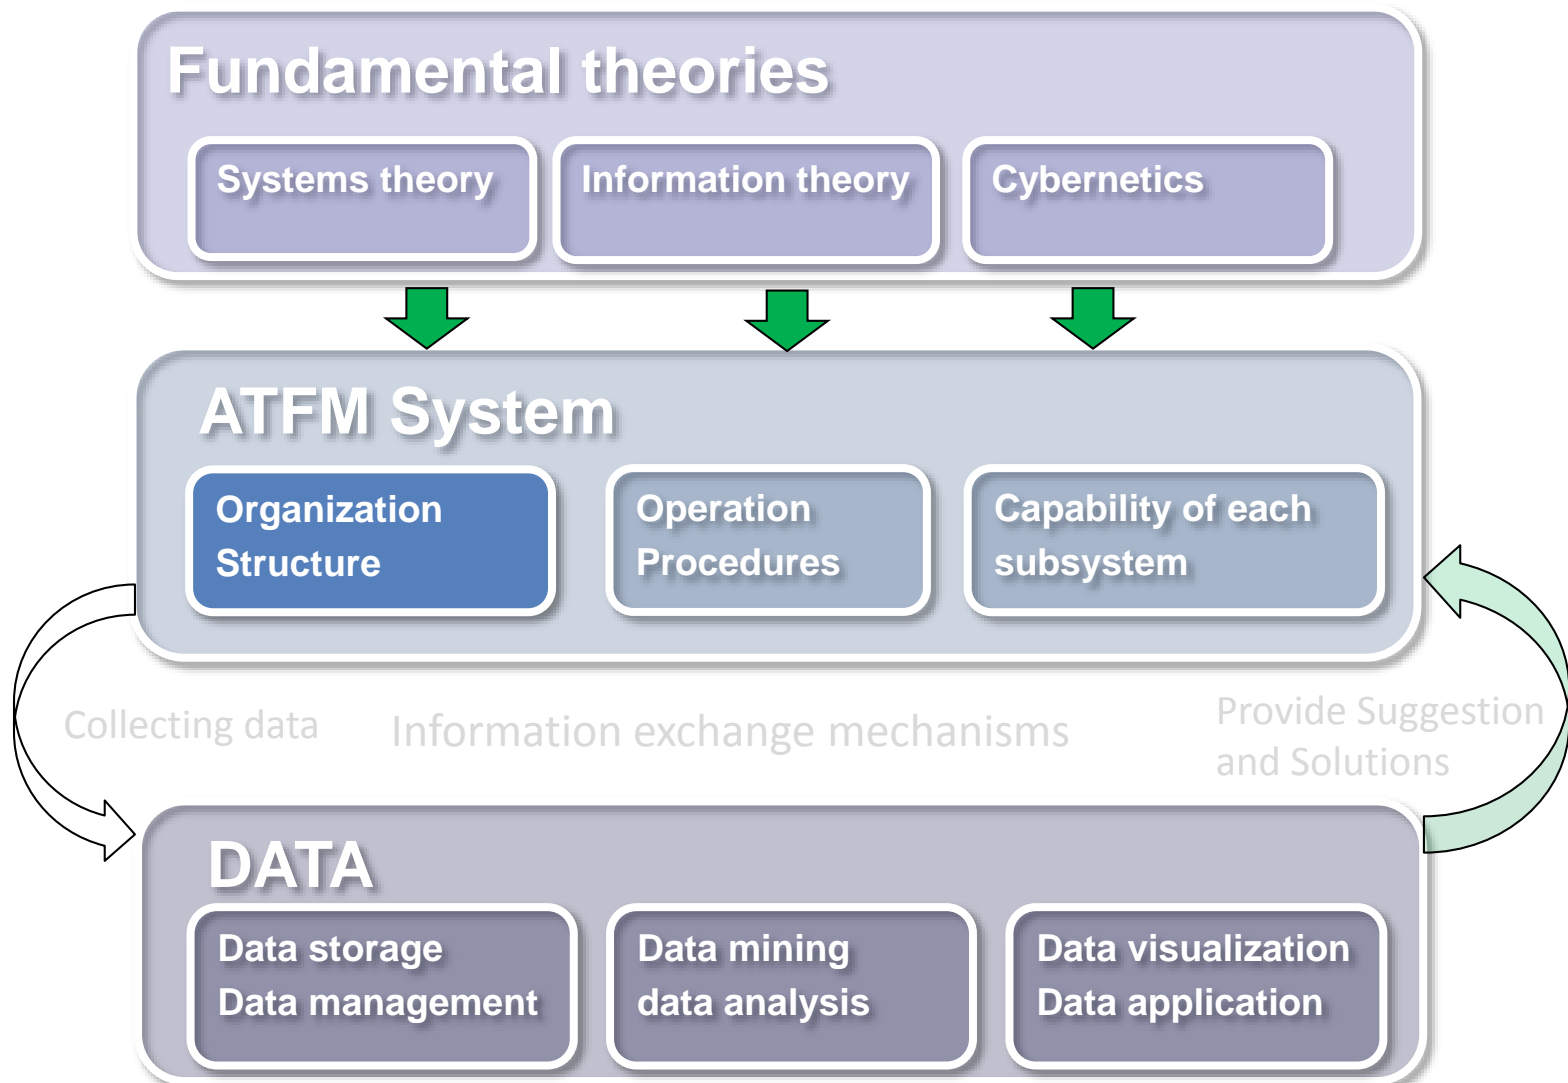 Fundamental theories
Systems theory
Information theory
Cybernetics
ATFM System
Organization
Structure
Operation
Procedures
Capability of each
subsystem
Collecting data
Information exchange mechanisms
Provide Suggestion
and Solutions
DATA
Data storage
Data management
Data mining
data analysis
Data visualization
Data application